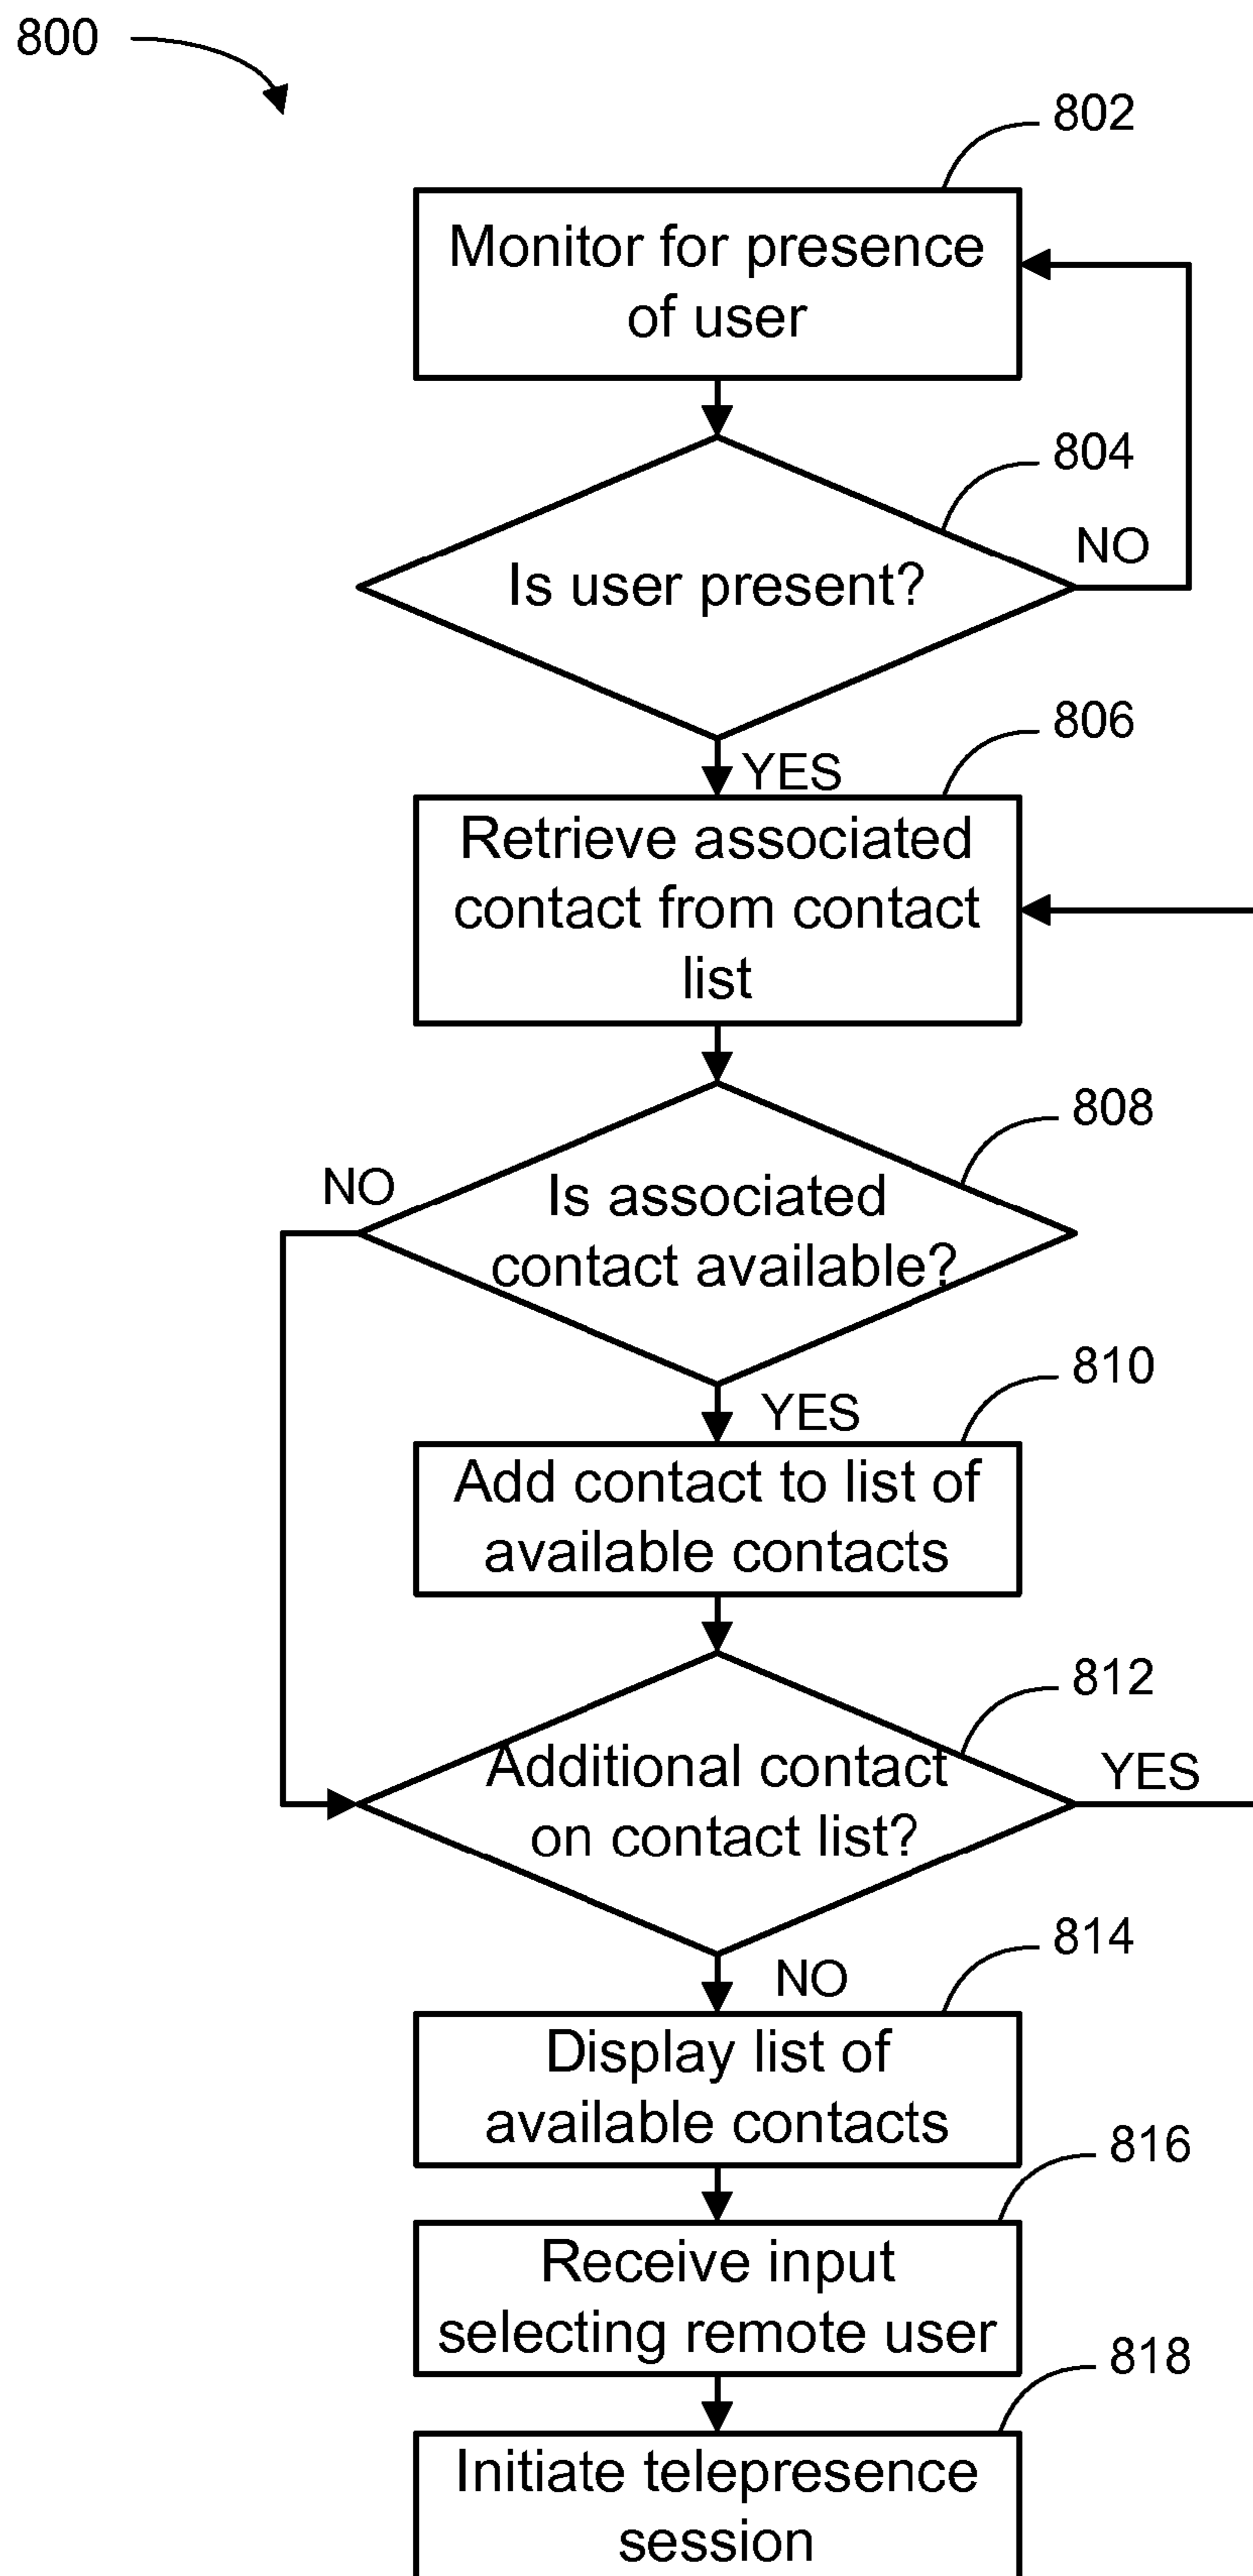 800
802
Monitor for presence
of user
804
NO
Is user present?
806
YES
Retrieve associated
contact from contact
list
808
NO
Is associated
contact available?
810
YES
Add contact to list of
available contacts
812
Additional contact
YES
on contact list?
814
NO
Display list of
available contacts
816
Receive input
selecting remote user
818
Initiate telepresence
session